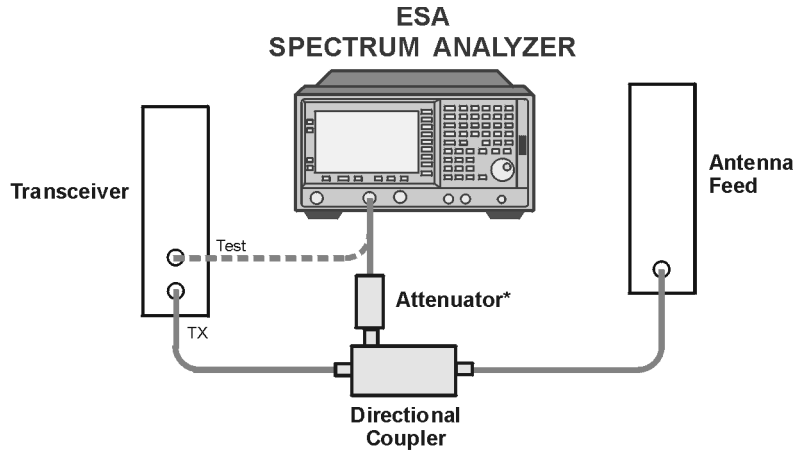 ESA
SPECTRUM ANALYZER
Transceiver
Antenna
Feed
Test
Attenuator*
TX
Directional
Coupler